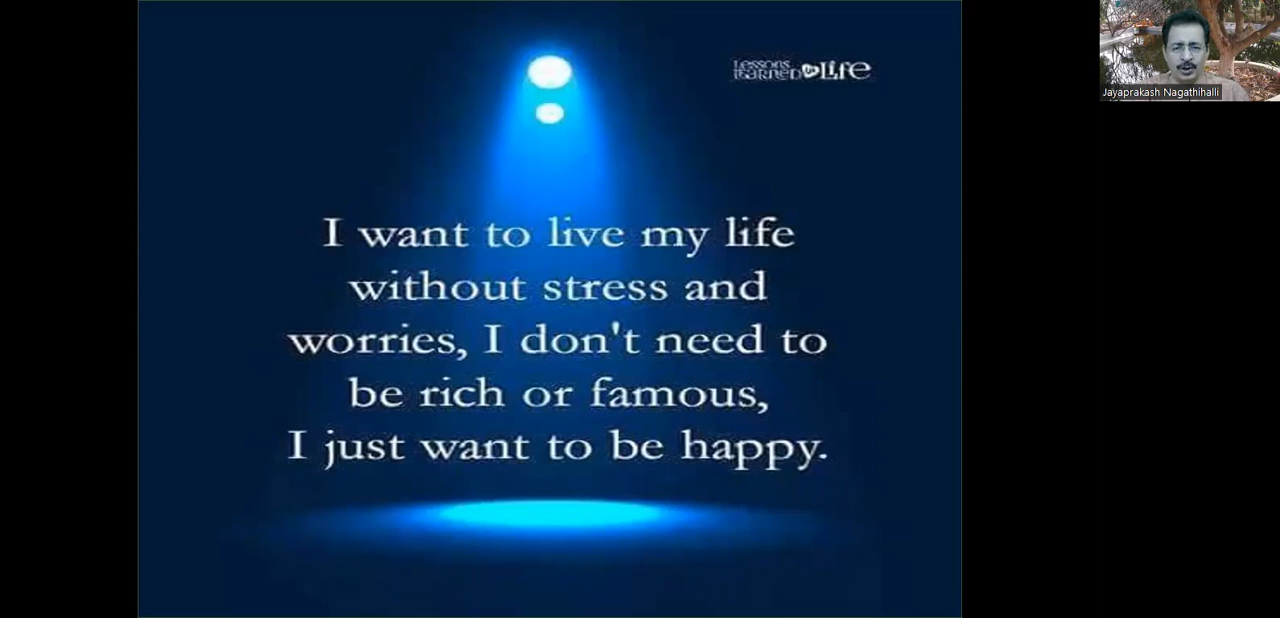 Lessons
Learned in Life
Jayaprakash Nagathihalli
I want to live my life
without stress and
worries, I don't need to
be rich or famous,
I just want to be happy.